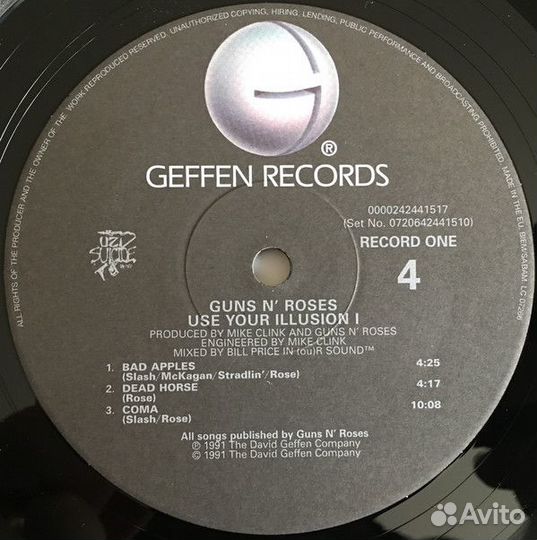 ALL RIGHTS OF THE PRODUCER AND THE OWNER OF THE WORK REPRODUCED RESERVED. UNAUTHORIZED COPYING, HIRING, LENDING, PUBLIC PERFORMANCE AND BROADCASTING PROHIBITED. MADE IN THE EU. BIEM/SABAM. LC 07266
G
®
GEFFEN RECORDS
0000242441517
(Set No. 0720642441510)
RECORD ONE
4
UZI
SUICIDE
GUNS N' ROSES
USE YOUR ILLUSION I
PRODUCED BY MIKE CLINK AND GUNS N' ROSES
ENGINEERED BY MIKE CLINK
MIXED BY BILL PRICE IN (oü)R SOUND™
1. BAD APPLES 4:25
(Slash/McKagan/Stradlin'/Rose)
2. DEAD HORSE 4:17
(Rose)
3. COMA 10:08
(Slash/Rose)
All songs published by Guns N' Roses
℗ 1991 The David Geffen Company
© 1991 The David Geffen Company
Avito